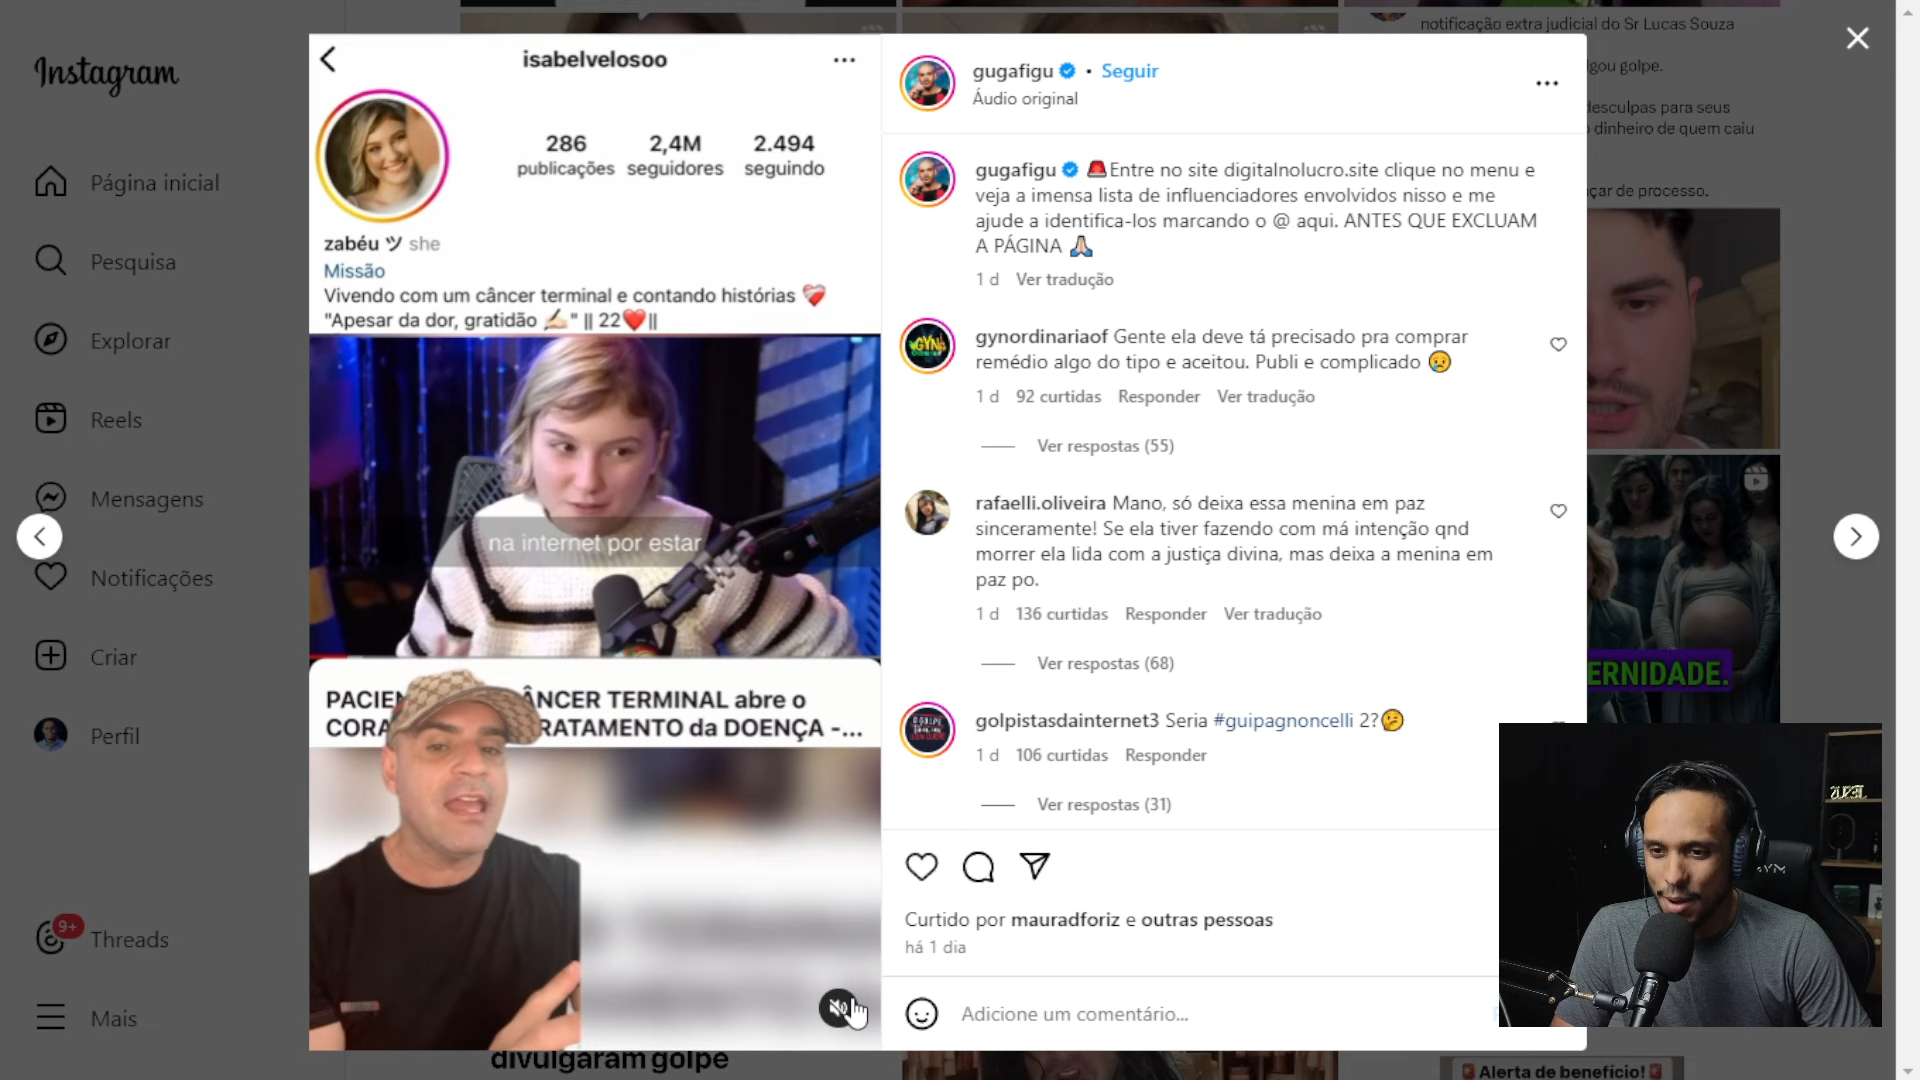 Instagram
Página inicial
Pesquisa
Explorar
Reels
Mensagens
Notificações
Criar
Perfil
9+
Threads
Mais
isabelvelosoo
286
2,4M
2.494
publicações
seguidores
seguindo
zabéu ツ she
Missão
Vivendo com um câncer terminal e contando histórias ❤️‍🩹
"Apesar da dor, gratidão ✍🏻" || 22❤️||
na internet por estar
PACIEN ÂNCER TERMINAL abre o
CORA RATAMENTO da DOENÇA -...
gugafigu • Seguir
Áudio original
gugafigu 🚨Entre no site digitalnolucro.site clique no menu e
veja a imensa lista de influenciadores envolvidos nisso e me
ajude a identifica-los marcando o @ aqui. ANTES QUE EXCLUAM
A PÁGINA 🙏🏻
1 d Ver tradução
gynordinariaof Gente ela deve tá precisado pra comprar
remédio algo do tipo e aceitou. Publi e complicado 😥
1 d 92 curtidas Responder Ver tradução
Ver respostas (55)
rafaelli.oliveira Mano, só deixa essa menina em paz
sinceramente! Se ela tiver fazendo com má intenção qnd
morrer ela lida com a justiça divina, mas deixa a menina em
paz po.
1 d 136 curtidas Responder Ver tradução
Ver respostas (68)
golpistasdainternet3 Seria #guipagnoncelli 2?🤔
1 d 106 curtidas Responder
Ver respostas (31)
Curtido por mauradforiz e outras pessoas
há 1 dia
Adicione um comentário...
notificação extra judicial do Sr Lucas Souza
lgou golpe.
desculpas para seus
dinheiro de quem caiu
çar de processo.
ERNIDADE.
JESUS
divulgaram golpe
🚨Alerta de benefício!🚨